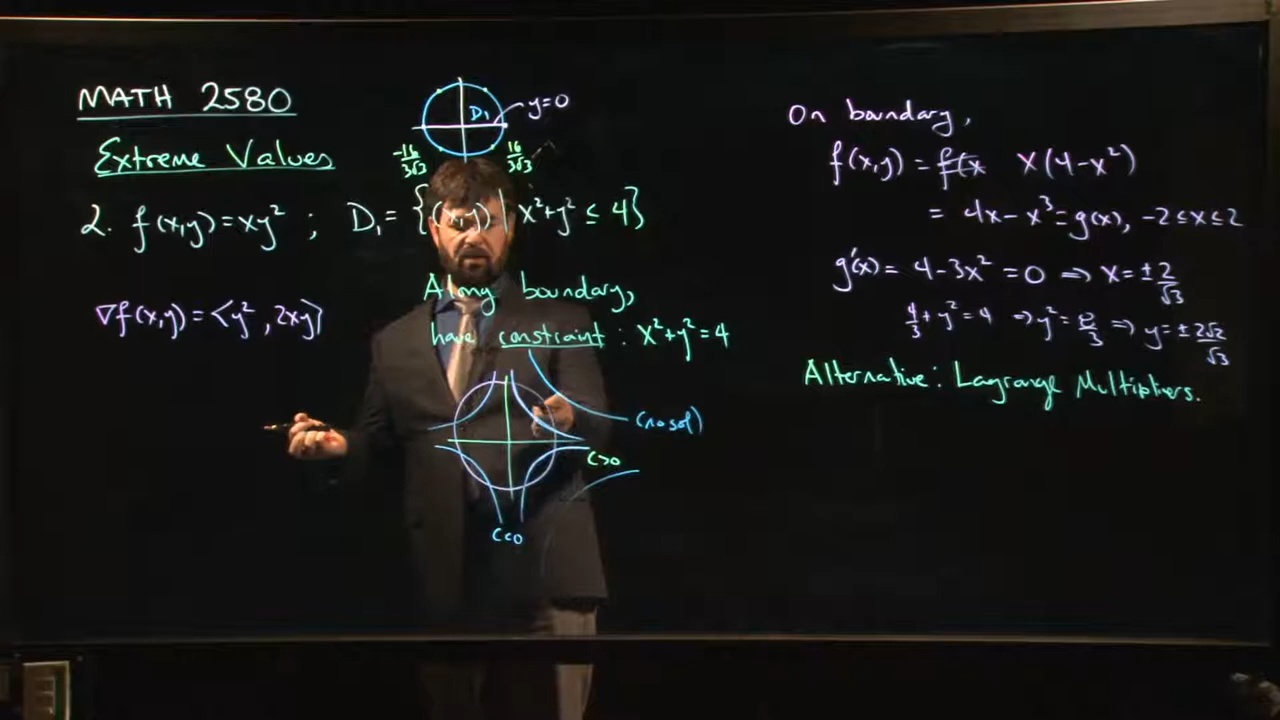 MATH 2580
Extreme Values
D₁
y=0
-16/3√3
16/3√3
2. f(x,y)=xy² ; D₁ = {(x,y) | x²+y² ≤ 4}
∇f(x,y)=<y², 2xy>
Along boundary,
have constraint : x²+y²=4
(no sol)
C>0
C<0
On boundary,
f(x,y) = f(x x(4-x²)
= 4x-x³=g(x), -2≤x≤2
g'(x)= 4-3x² =0 ⇒ x=±2/√3
4/3+y²=4 ⇒y²=8/3 ⇒ y=±2√2/√3
Alternative: Lagrange Multipliers.